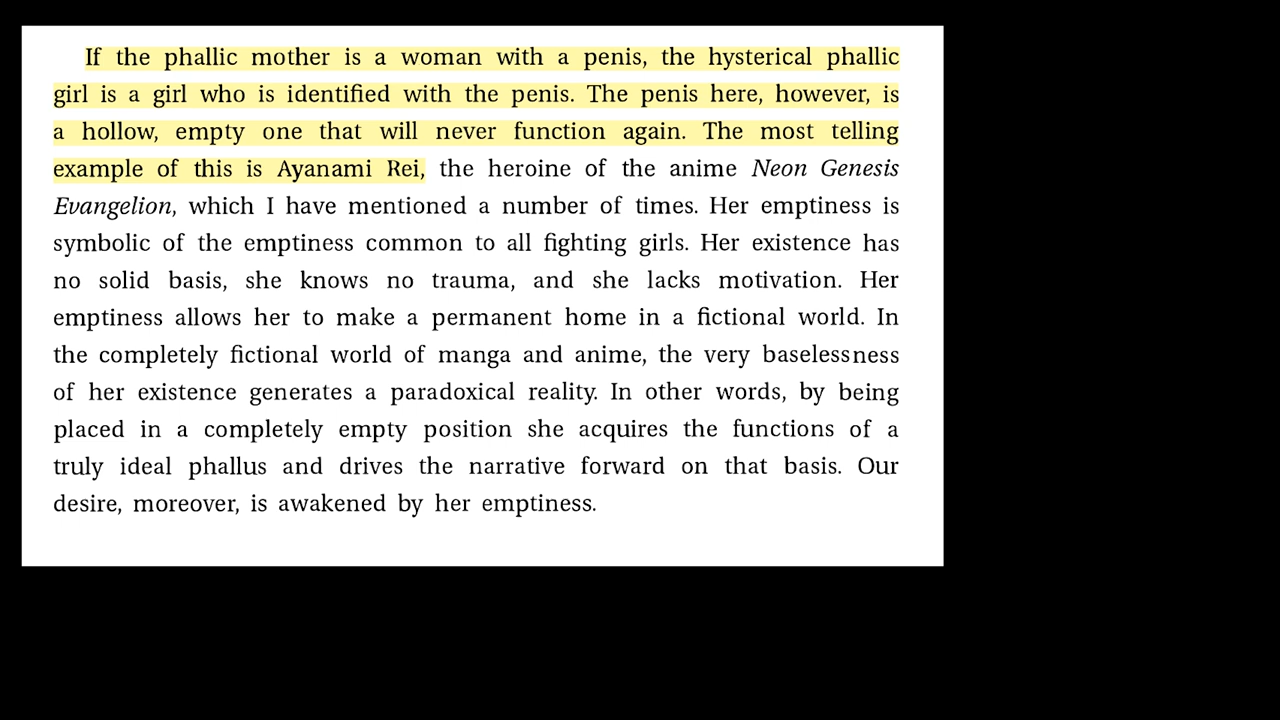 If the phallic mother is a woman with a penis, the hysterical phallic
girl is a girl who is identified with the penis. The penis here, however, is
a hollow, empty one that will never function again. The most telling
example of this is Ayanami Rei, the heroine of the anime Neon Genesis
Evangelion, which I have mentioned a number of times. Her emptiness is
symbolic of the emptiness common to all fighting girls. Her existence has
no solid basis, she knows no trauma, and she lacks motivation. Her
emptiness allows her to make a permanent home in a fictional world. In
the completely fictional world of manga and anime, the very baselessness
of her existence generates a paradoxical reality. In other words, by being
placed in a completely empty position she acquires the functions of a
truly ideal phallus and drives the narrative forward on that basis. Our
desire, moreover, is awakened by her emptiness.